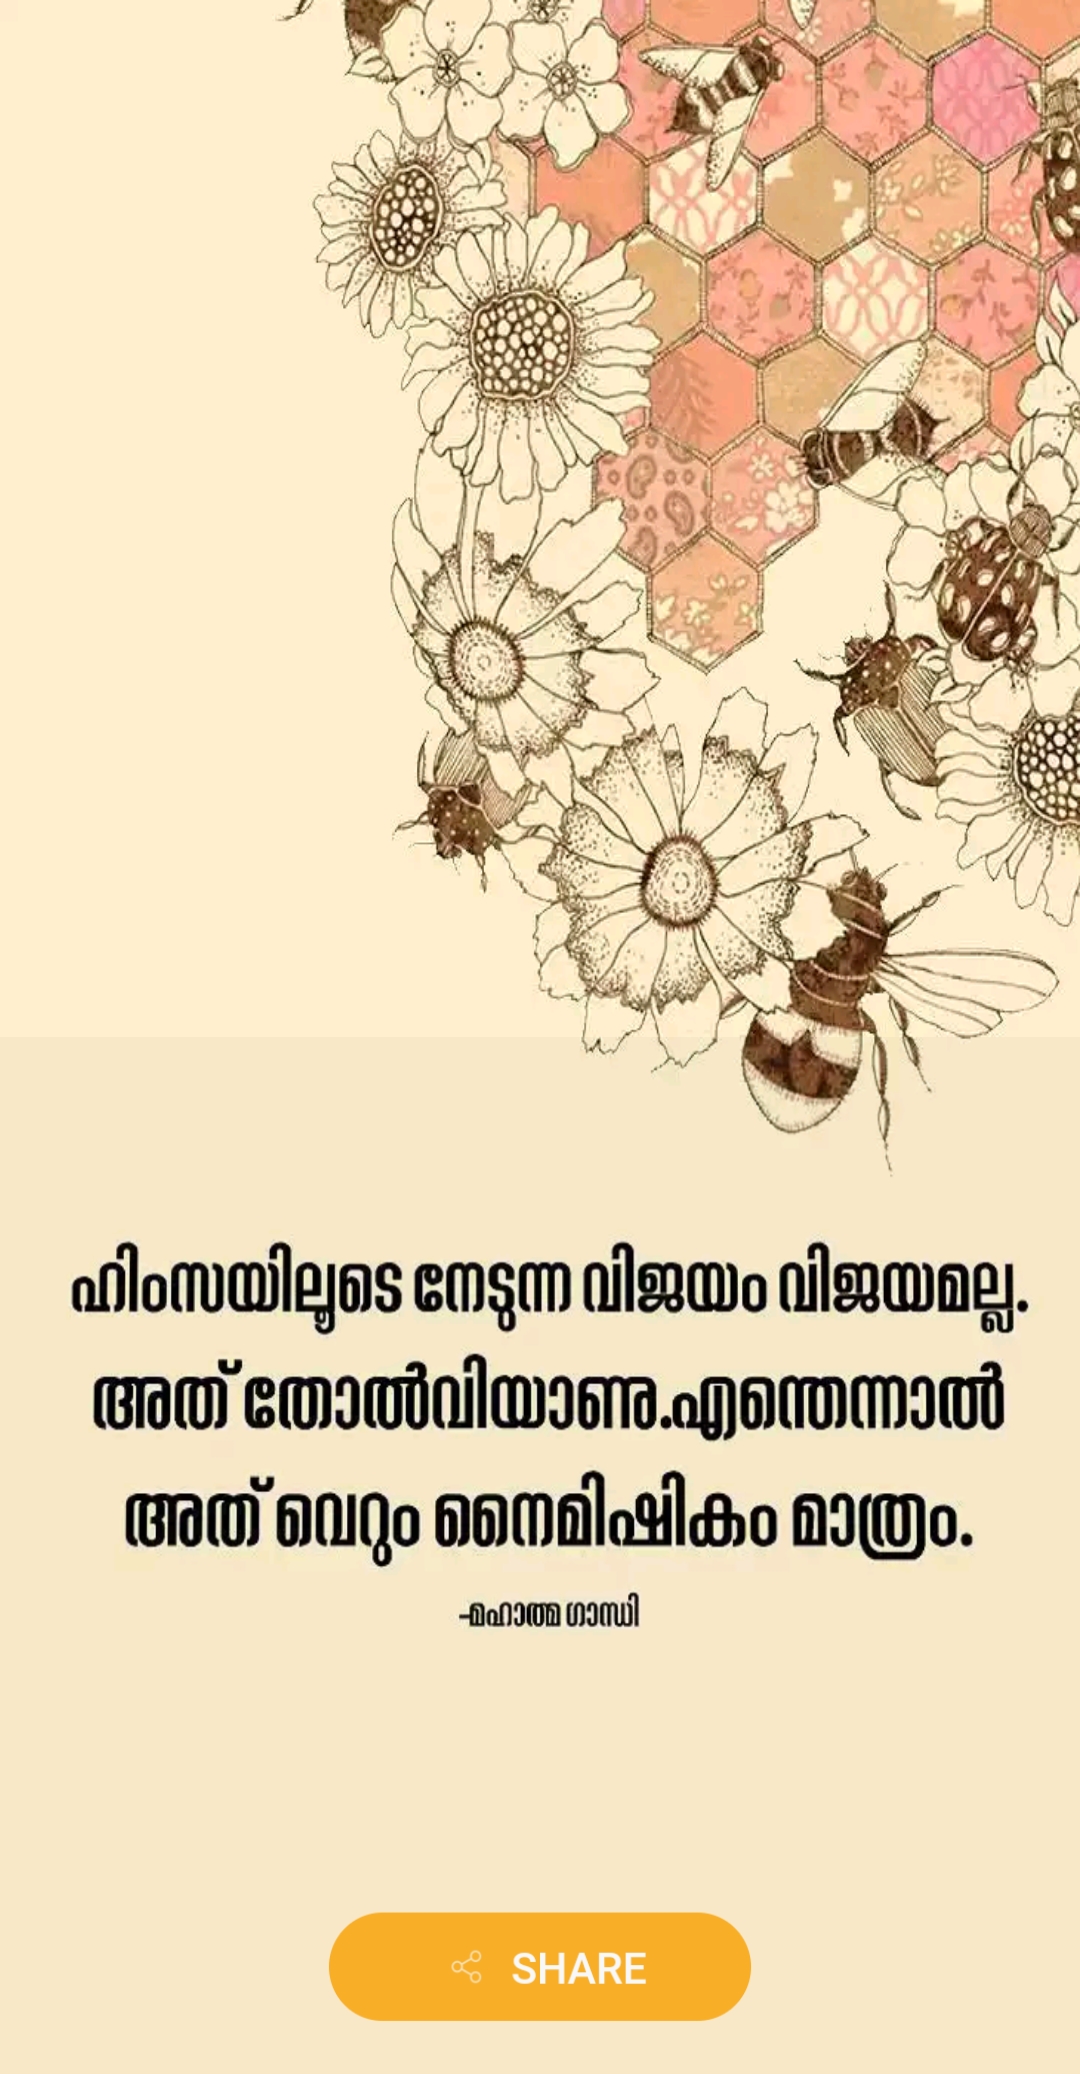 ഹിംസയിലൂടെ നേടുന്ന വിജയം വിജയമല്ല.
അത് തോൽവിയാണു.എന്തെന്നാൽ
അത് വെറും നൈമിഷികം മാത്രം.
-മഹാത്മ ഗാന്ധി
SHARE